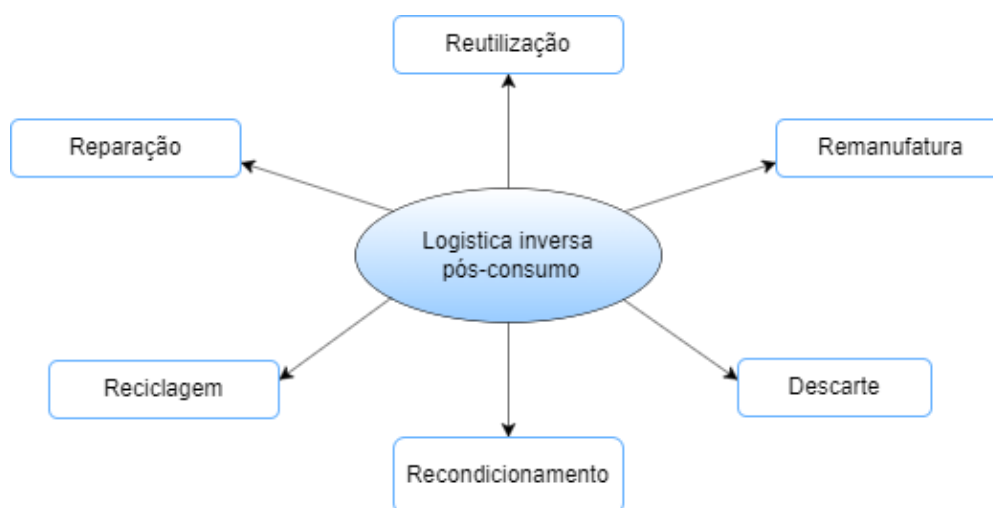 Reutilização
Reparação
Remanufatura
Logistica inversa
pós-consumo
Reciclagem
Descarte
Recondicionamento